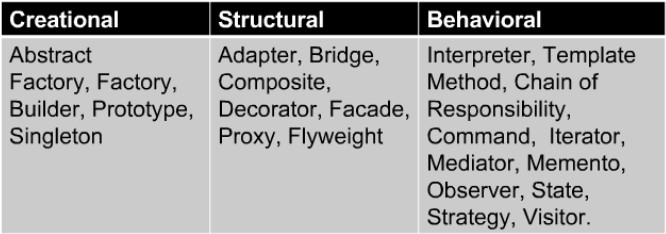 Creational
Abstract
Factory, Factory,
Builder, Prototype,
Singleton
Structural
Adapter, Bridge,
Composite,
Decorator, Facade,
Proxy, Flyweight
Behavioral
Interpreter, Template
Method, Chain of
Responsibility,
Command, Iterator,
Mediator, Memento,
Observer, State,
Strategy, Visitor.